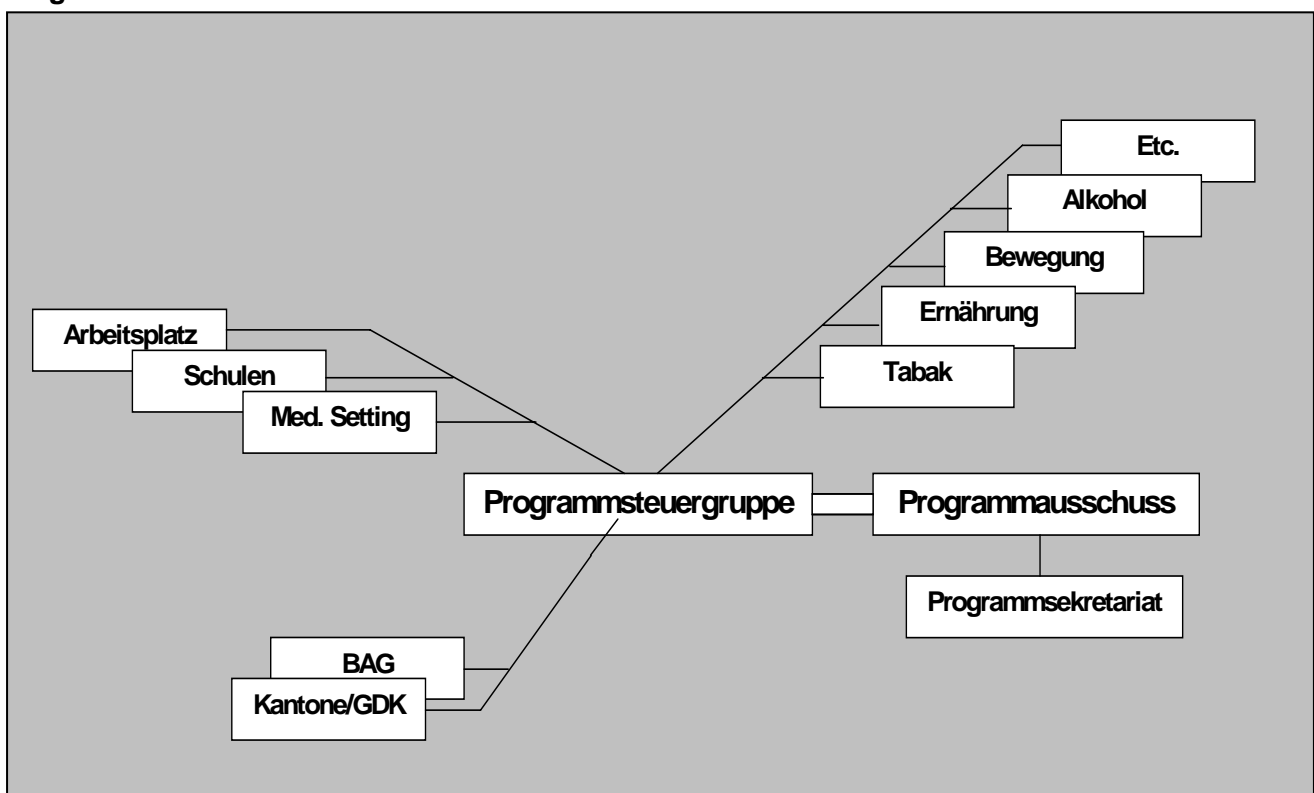 Etc.
Alkohol
Bewegung
Ernährung
Tabak
Arbeitsplatz
Schulen
Med. Setting
Programmsteuergruppe
Programmausschuss
Programmsekretariat
BAG
Kantone/GDK